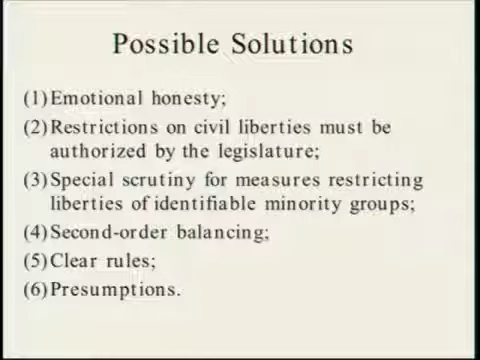 Possible Solutions
(1) Emotional honesty;
(2) Restrictions on civil liberties must be
authorized by the legislature;
(3) Special scrutiny for measures restricting
liberties of identifiable minority groups;
(4) Second-order balancing;
(5) Clear rules;
(6) Presumptions.